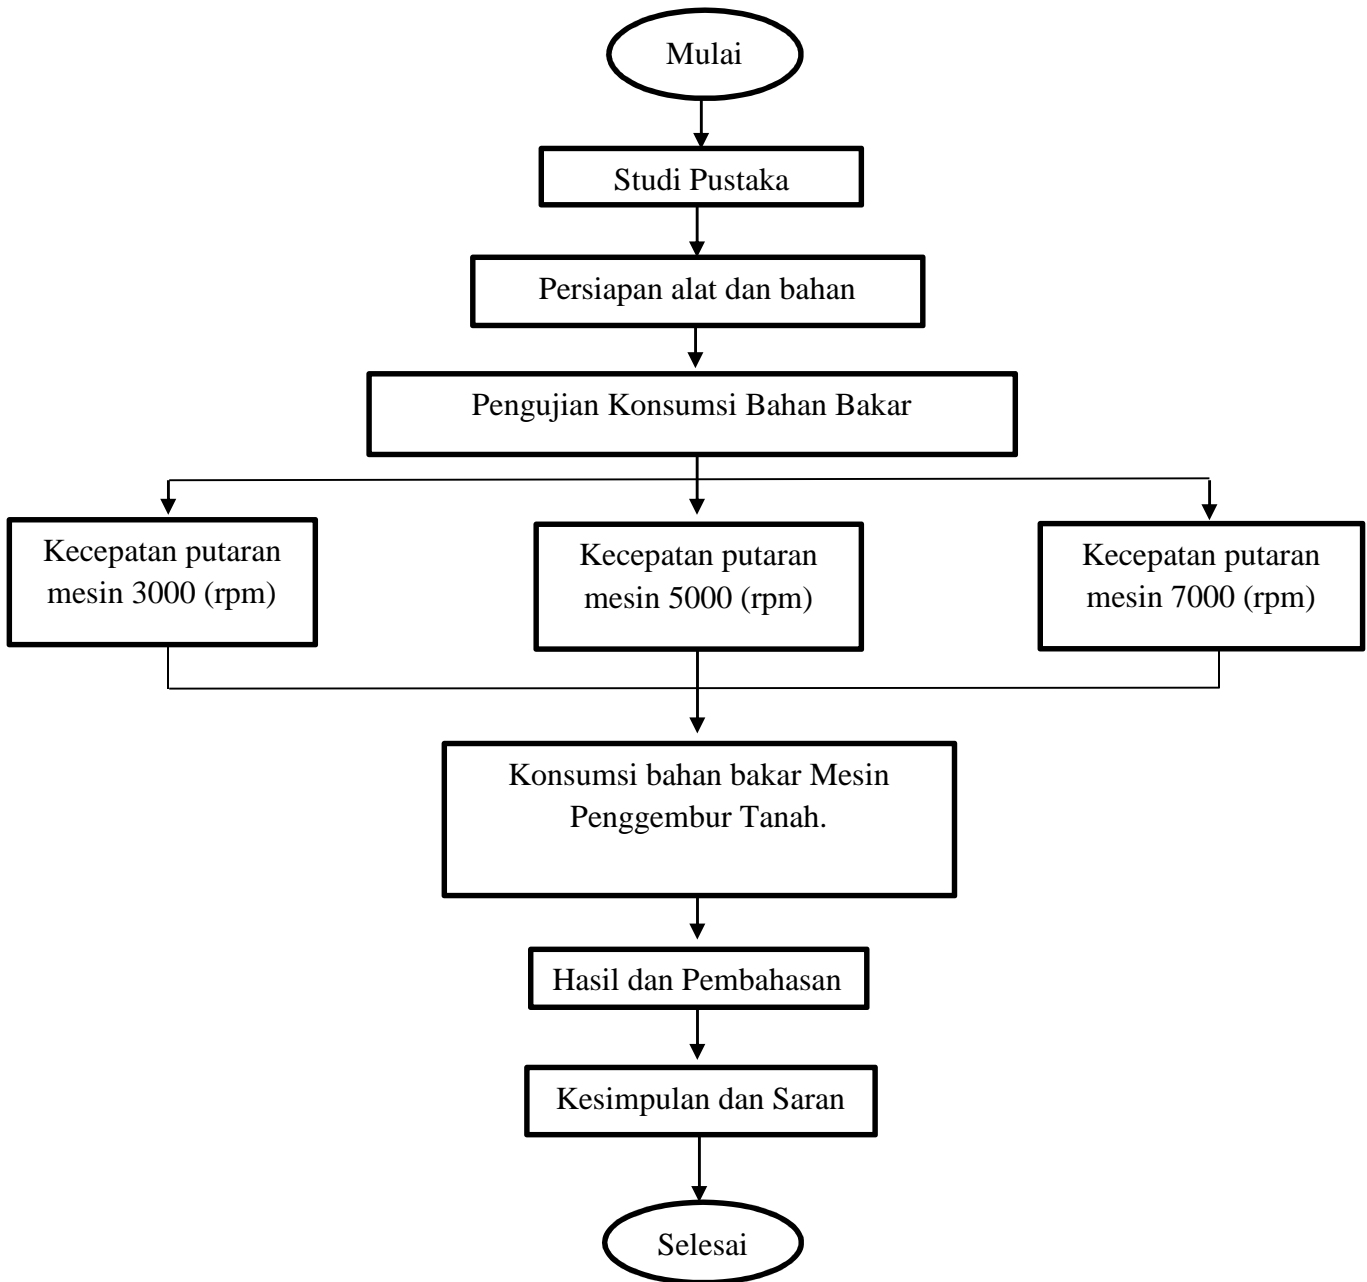 Mulai
Studi Pustaka
Persiapan alat dan bahan
Pengujian Konsumsi Bahan Bakar
Kecepatan putaran
mesin 3000 (rpm)
Kecepatan putaran
mesin 5000 (rpm)
Kecepatan putaran
mesin 7000 (rpm)
Konsumsi bahan bakar Mesin
Penggembur Tanah.
Hasil dan Pembahasan
Kesimpulan dan Saran
Selesai